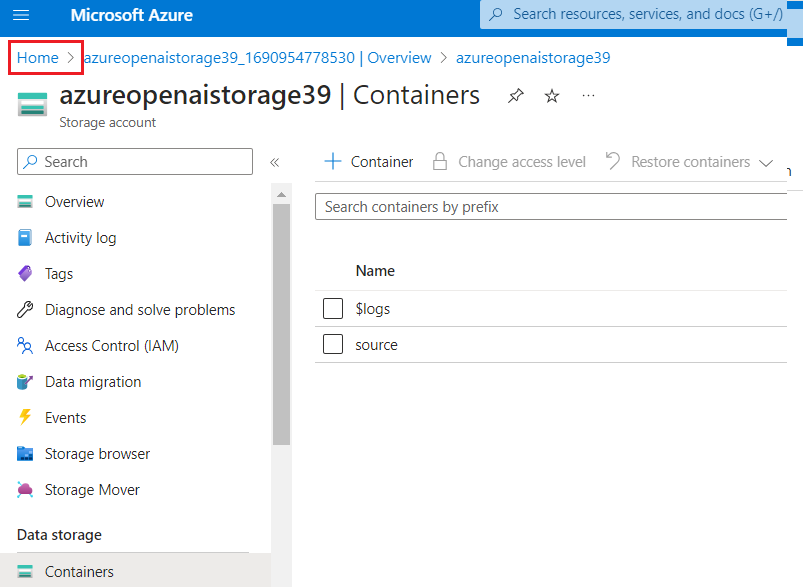 Microsoft Azure
Search resources, services, and docs (G+/)
Home > azureopenaistorage39_1690954778530 | Overview > azureopenaistorage39
azureopenaistorage39 | Containers
Storage account
Search
Container
Change access level
Restore containers
Search containers by prefix
Overview
Activity log
Tags
Diagnose and solve problems
Access Control (IAM)
Data migration
Events
Storage browser
Storage Mover
Data storage
Containers
Name
$logs
source